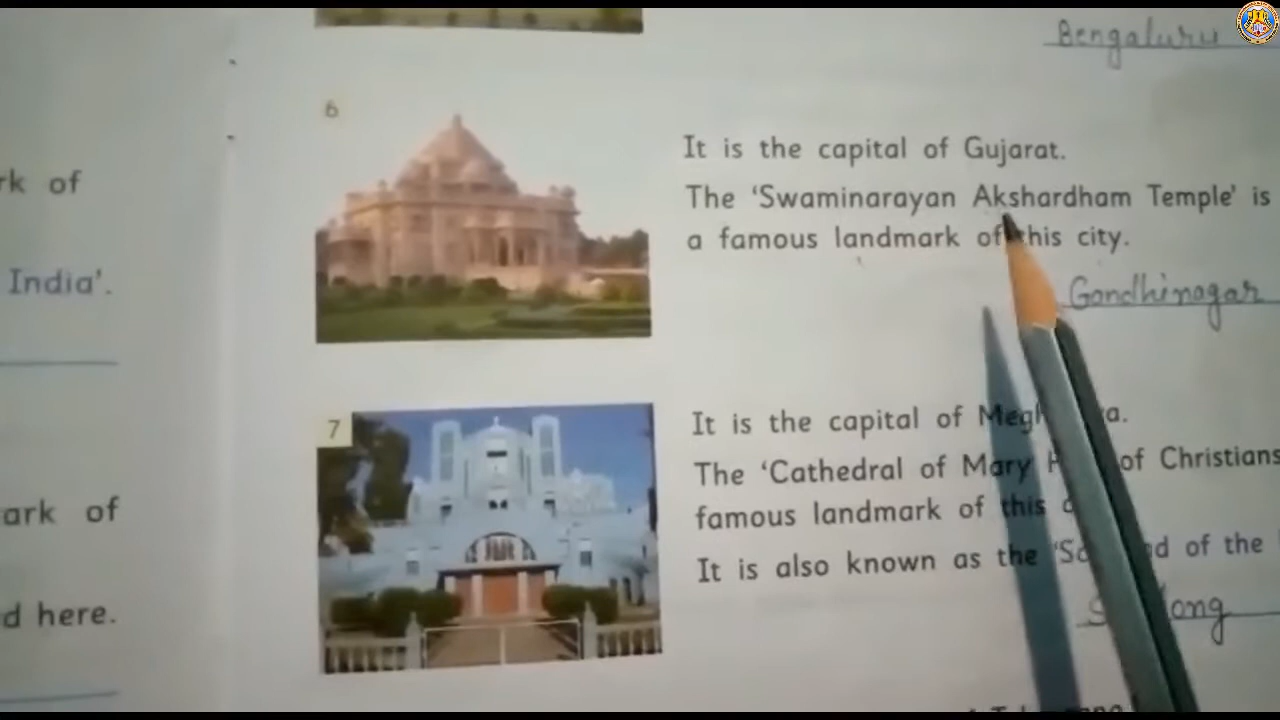 Bengaluru
6
rk of
India'.
ark of
d here.
It is the capital of Gujarat.
The 'Swaminarayan Akshardham Temple' is
a famous landmark of this city.
Gandhinagar
7
It is the capital of
The 'Cathedral of Mary of Christians
famous landmark of this
It is also known as the of the